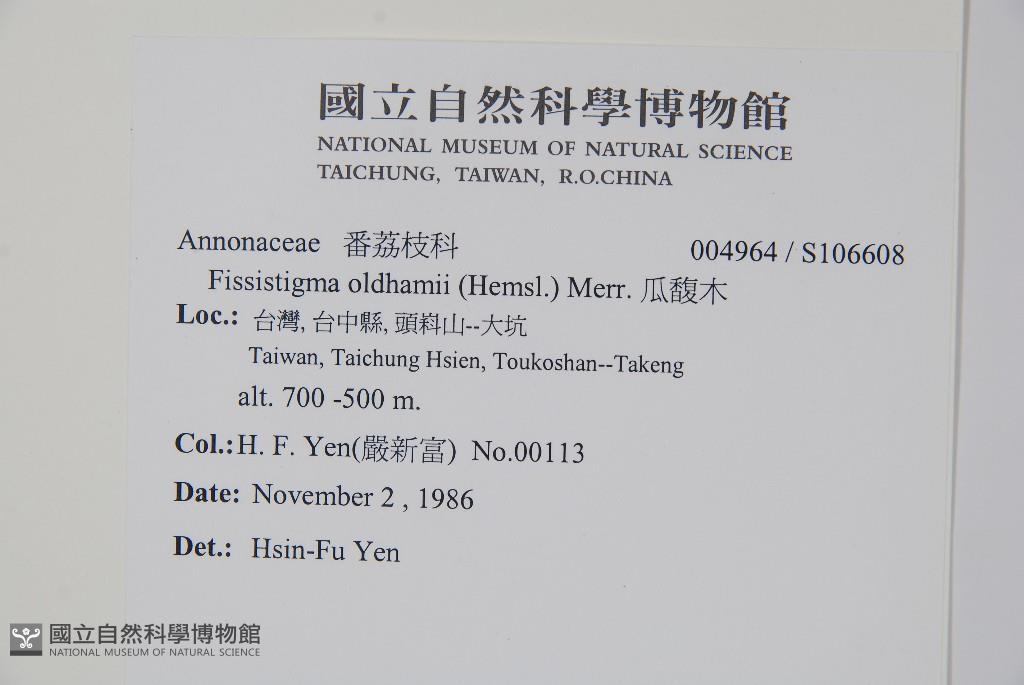 國立自然科學博物館
NATIONAL MUSEUM OF NATURAL SCIENCE
TAICHUNG, TAIWAN, R.O.CHINA
Annonaceae 番荔枝科 004964 / S106608
Fissistigma oldhamii (Hemsl.) Merr. 瓜馥木
Loc.: 台灣, 台中縣, 頭嵙山--大坑
Taiwan, Taichung Hsien, Toukoshan--Takeng
alt. 700 -500 m.
Col.:H. F. Yen(嚴新富) No.00113
Date: November 2 , 1986
Det.: Hsin-Fu Yen
國立自然科學博物館
NATIONAL MUSEUM OF NATURAL SCIENCE